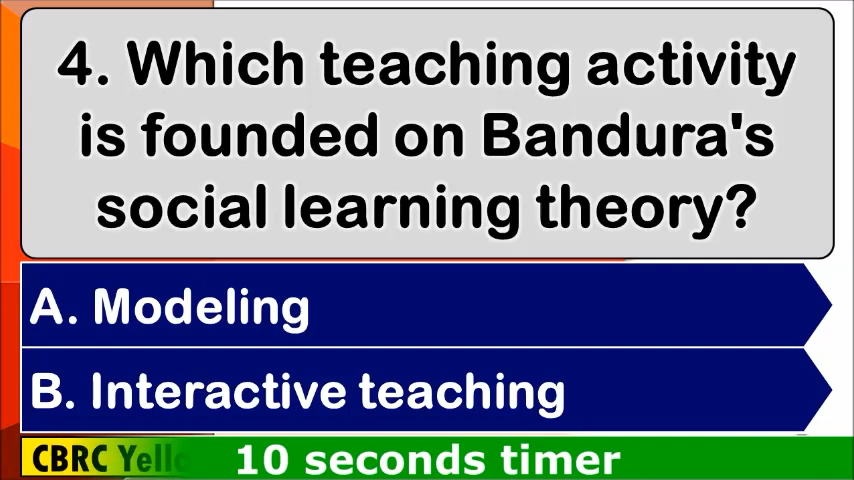 4. Which teaching activity
is founded on Bandura's
social learning theory?
A. Modeling
B. Interactive teaching
CBRC 10 seconds timer